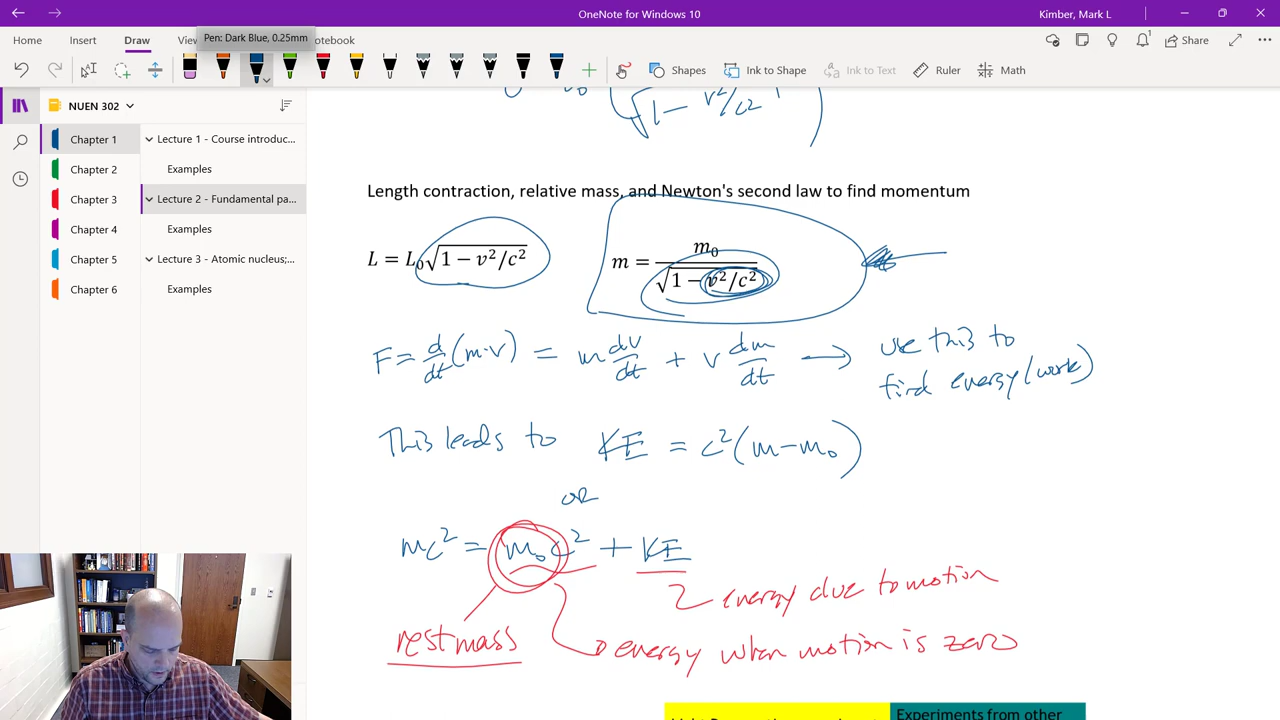 OneNote for Windows 10
Kimber, Mark L
Home Insert Draw Vi Pen: Dark Blue, 0.25mm otebook
Share
Shapes Ink to Shape Ink to Text Ruler Math
NUEN 302
Chapter 1
Chapter 2
Chapter 3
Chapter 4
Chapter 5
Chapter 6
Lecture 1 - Course introduc...
Examples
Lecture 2 - Fundamental pa...
Examples
Lecture 3 - Atomic nucleus;...
Examples
√1 - v²/c²
Length contraction, relative mass, and Newton's second law to find momentum
L = L₀√1 − v²/c² m = m₀/√1 − v²/c²
F = d/dt (m·v) = m dv/dt + v dm/dt → use this to
find energy (work)
This leads to KE = c²(m − m₀)
or
mc² = m₀c² + KE
energy due to motion
rest mass
energy when motion is zero
Experiments from other